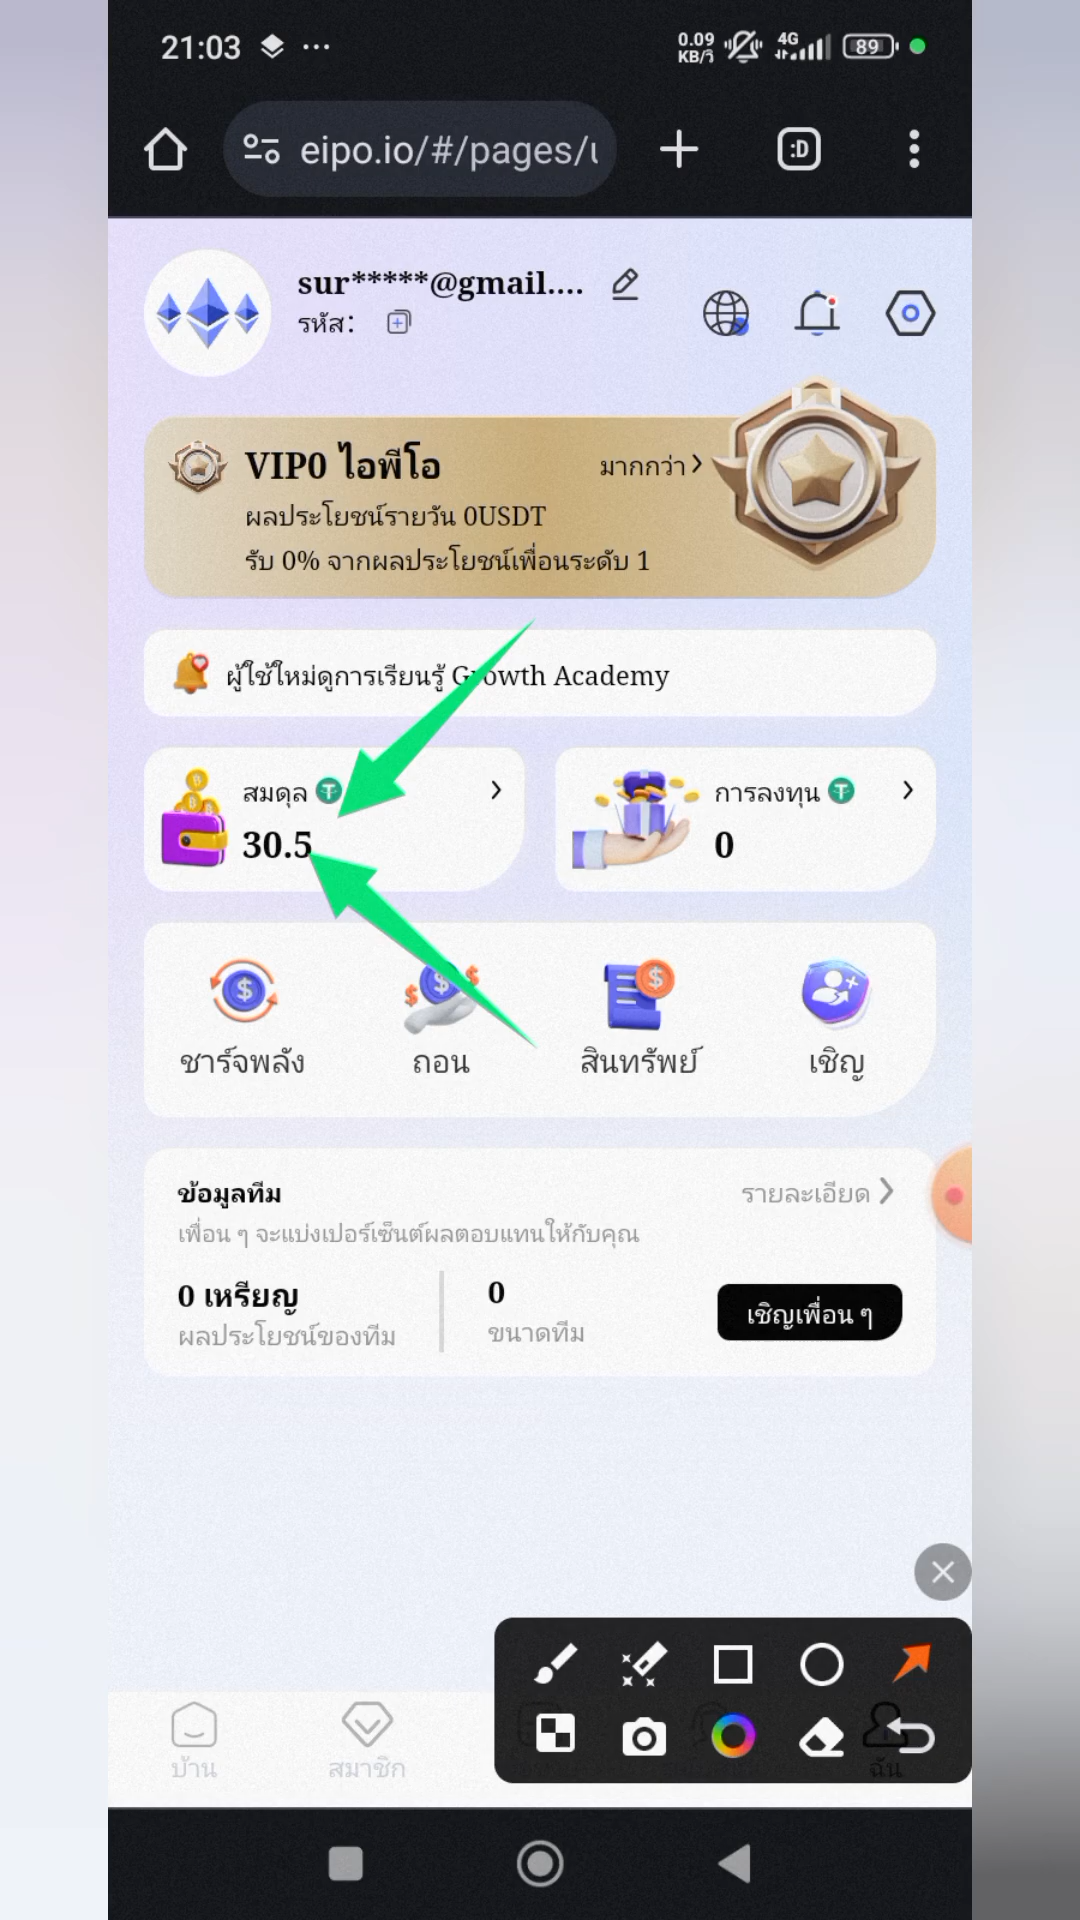 21:03
0.09
KB/วิ
4G
89
eipo.io/#/pages/u
:D
sur*****@gmail....
รหัส:
VIP0 ไอพีโอ
มากกว่า
ผลประโยชน์รายวัน 0USDT
รับ 0% จากผลประโยชน์เพื่อนระดับ 1
ผู้ใช้ใหม่ดูการเรียนรู้ Growth Academy
สมดุล
30.5
การลงทุน
0
ชาร์จพลัง
ถอน
สินทรัพย์
เชิญ
ข้อมูลทีม
รายละเอียด
เพื่อน ๆ จะแบ่งเปอร์เซ็นต์ผลตอบแทนให้กับคุณ
0 เหรียญ
ผลประโยชน์ของทีม
0
ขนาดทีม
เชิญเพื่อน ๆ
บ้าน
สมาชิก
ฉัน